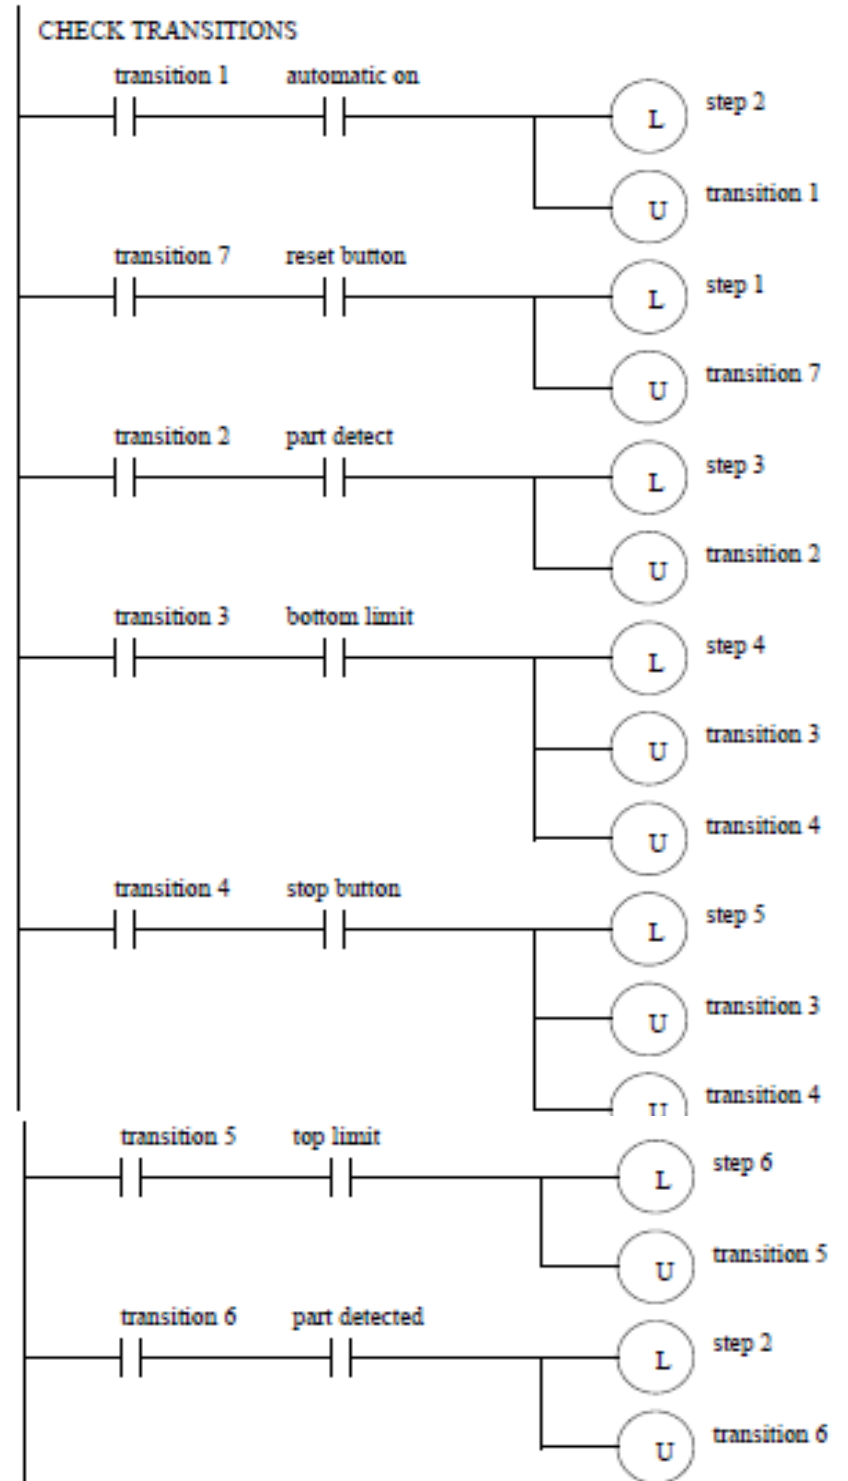 CHECK TRANSITIONS
transition 1 automatic on
L step 2
U transition 1
transition 7 reset button
L step 1
U transition 7
transition 2 part detect
L step 3
U transition 2
transition 3 bottom limit
L step 4
U transition 3
U transition 4
transition 4 stop button
L step 5
U transition 3
U transition 4
transition 5 top limit
L step 6
U transition 5
transition 6 part detected
L step 2
U transition 6